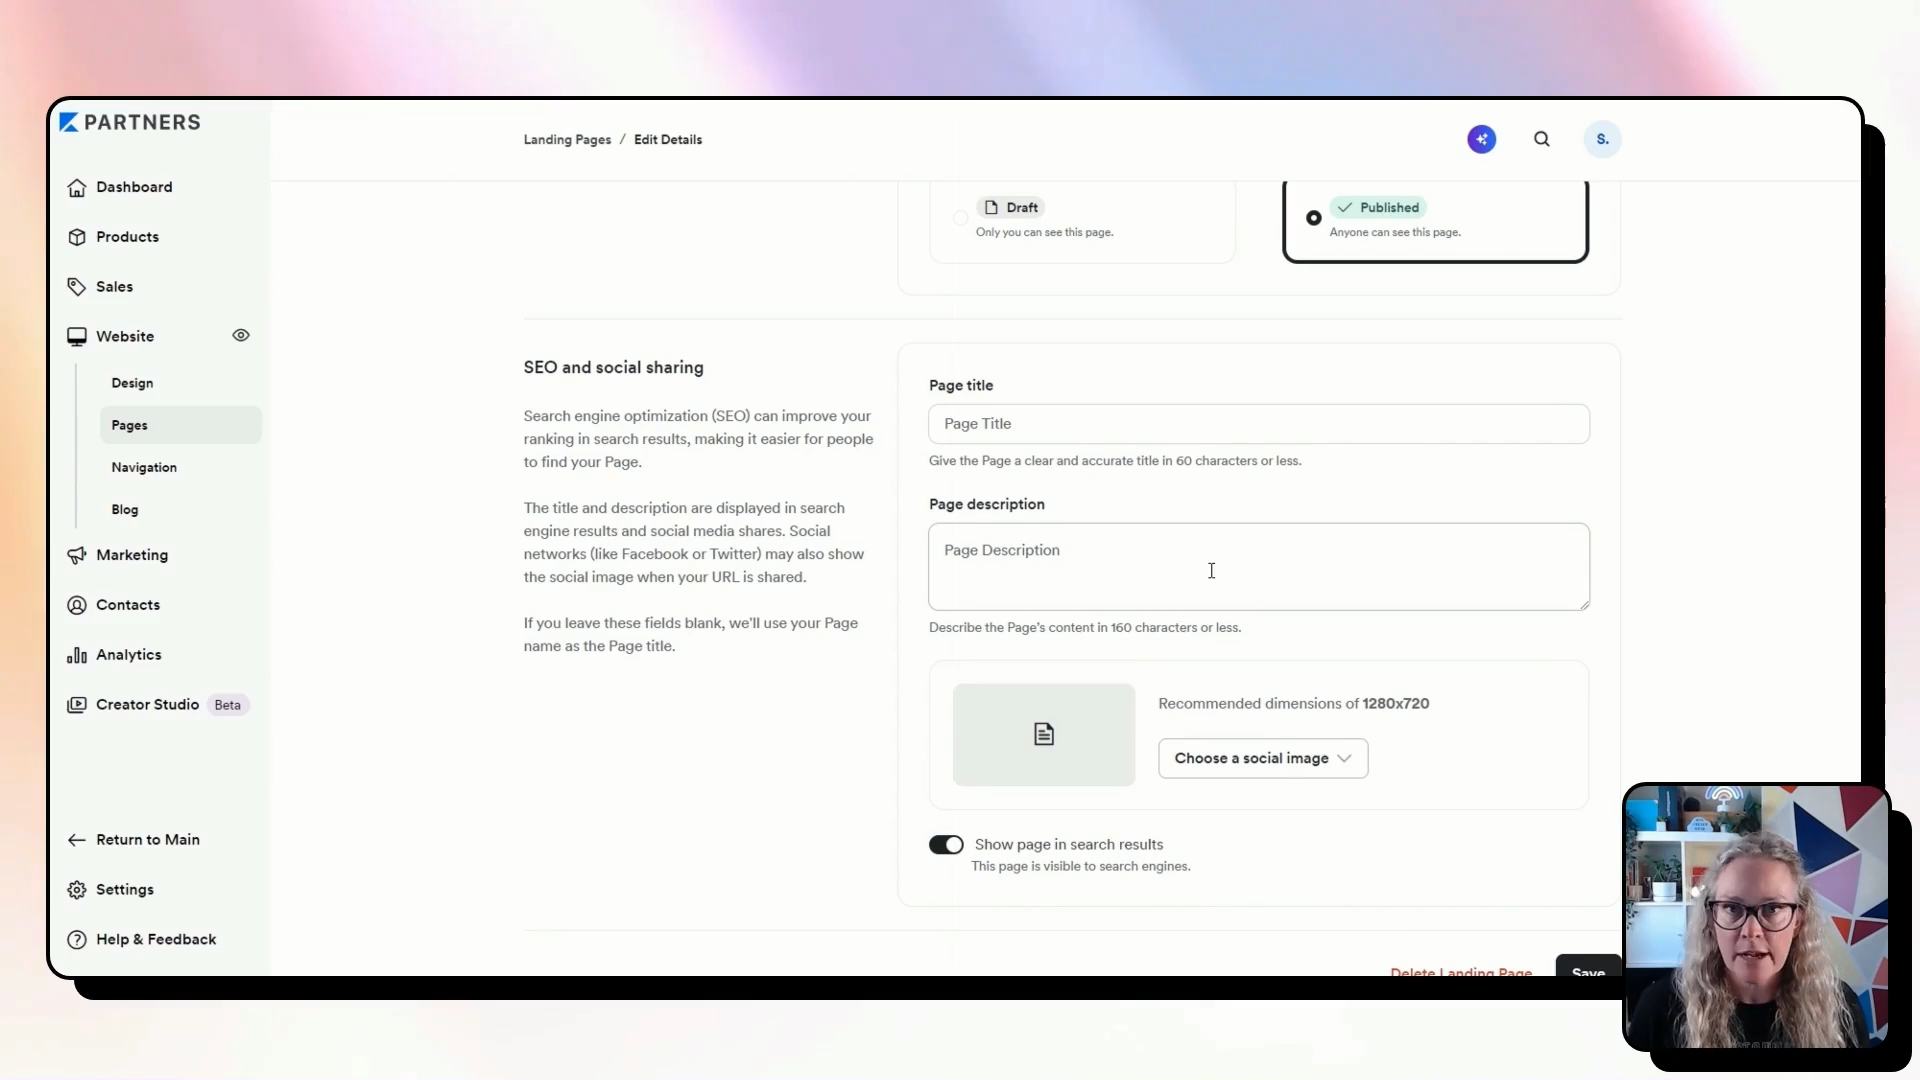 PARTNERS
Landing Pages / Edit Details
S.
Dashboard
Products
Sales
Website
Design
Pages
Navigation
Blog
Marketing
Contacts
Analytics
Creator Studio Beta
Return to Main
Settings
Help & Feedback
Draft
Only you can see this page.
Published
Anyone can see this page.
SEO and social sharing
Search engine optimization (SEO) can improve your
ranking in search results, making it easier for people
to find your Page.
The title and description are displayed in search
engine results and social media shares. Social
networks (like Facebook or Twitter) may also show
the social image when your URL is shared.
If you leave these fields blank, we'll use your Page
name as the Page title.
Page title
Page Title
Give the Page a clear and accurate title in 60 characters or less.
Page description
Page Description
Describe the Page's content in 160 characters or less.
Recommended dimensions of 1280x720
Choose a social image
Show page in search results
This page is visible to search engines.
Delete Landing Page
Save